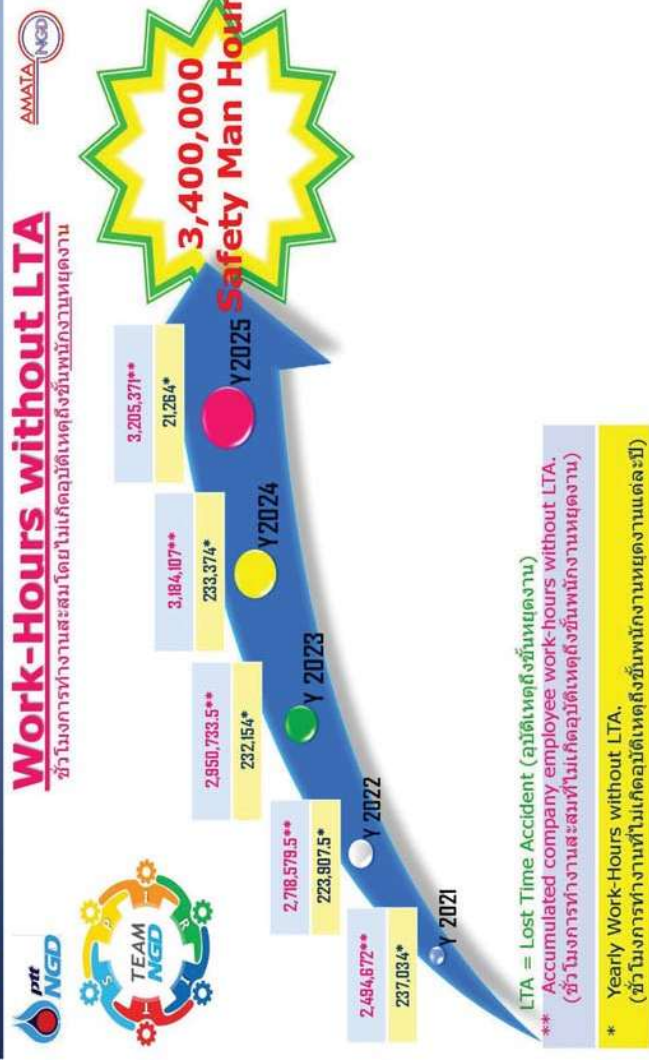 ptt
NGD
Work-Hours without LTA
AMATA NGD
ชั่วโมงการทำงานสะสมโดยไม่เกิดอุบัติเหตุถึงขั้นพนักงานหยุดงาน
S P I R I T
TEAM
NGD
3,400,000
Safety Man Hour
2,494,672**
237,034*
Y 2021
2,718,579.5**
223,907.5*
Y 2022
2,950,733.5**
232,154*
Y 2023
3,184,107**
233,374*
Y2024
3,205,371**
21,264*
Y2025
LTA = Lost Time Accident (อุบัติเหตุถึงขั้นหยุดงาน)
** Accumulated company employee work-hours without LTA.
(ชั่วโมงการทำงานสะสมที่ไม่เกิดอุบัติเหตุถึงขั้นพนักงานหยุดงาน)
* Yearly Work-Hours without LTA.
(ชั่วโมงการทำงานที่ไม่เกิดอุบัติเหตุถึงขั้นพนักงานหยุดงานแต่ละปี)